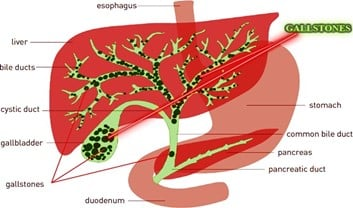 esophagus
GALLSTONES
liver
bile ducts
cystic duct
gallbladder
gallstones
duodenum
stomach
common bile duct
pancreas
pancreatic duct